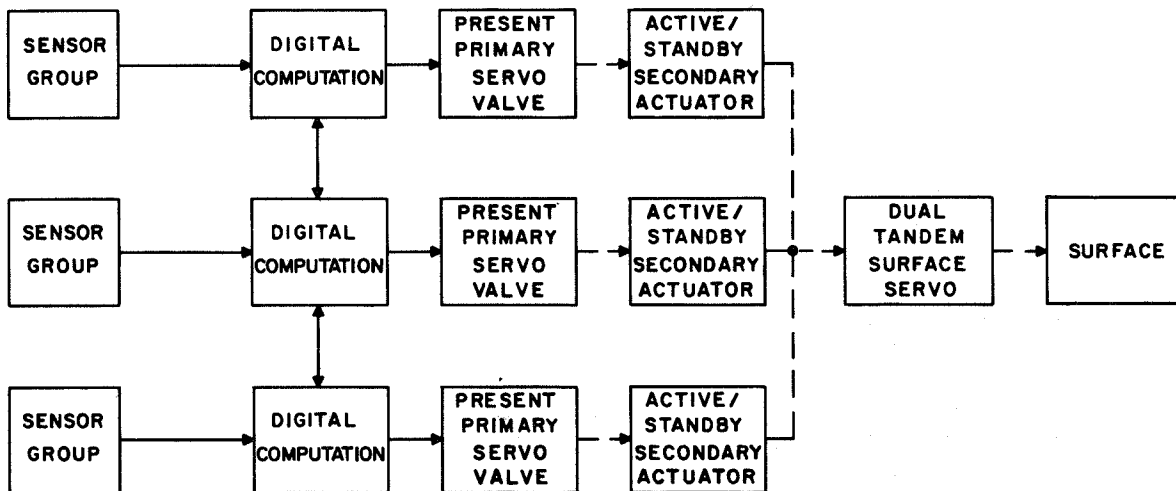 SENSOR
GROUP
DIGITAL
COMPUTATION
PRESENT
PRIMARY
SERVO
VALVE
ACTIVE/
STANDBY
SECONDARY
ACTUATOR
SENSOR
GROUP
DIGITAL
COMPUTATION
PRESENT
PRIMARY
SERVO
VALVE
ACTIVE/
STANDBY
SECONDARY
ACTUATOR
DUAL
TANDEM
SURFACE
SERVO
SURFACE
SENSOR
GROUP
DIGITAL
COMPUTATION
PRESENT
PRIMARY
SERVO
VALVE
ACTIVE/
STANDBY
SECONDARY
ACTUATOR